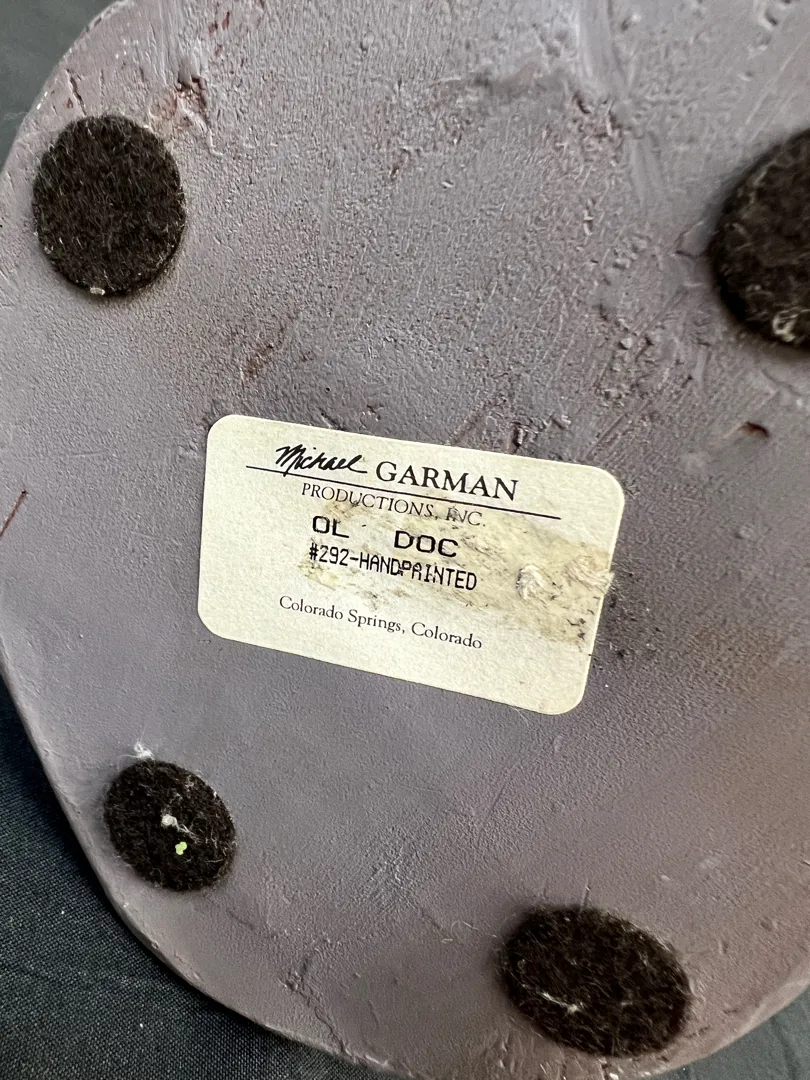 Michael GARMAN
PRODUCTIONS, INC.
OL DOC
#292-HANDPAINTED
Colorado Springs, Colorado